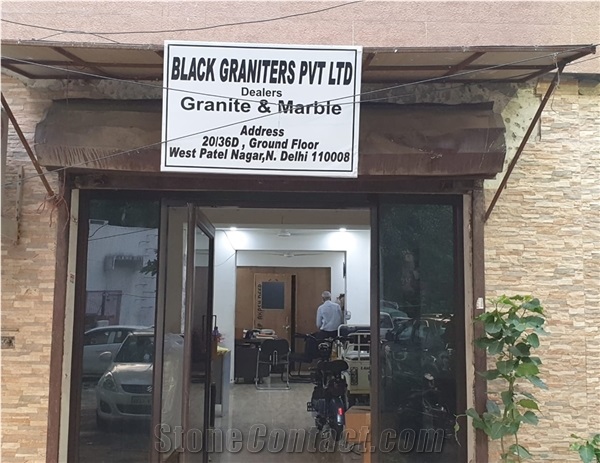 BLACK GRANITERS PVT LTD
Dealers
Granite & Marble
Address
20/36D , Ground Floor
West Patel Nagar,N. Delhi 110008
StoneContact.com